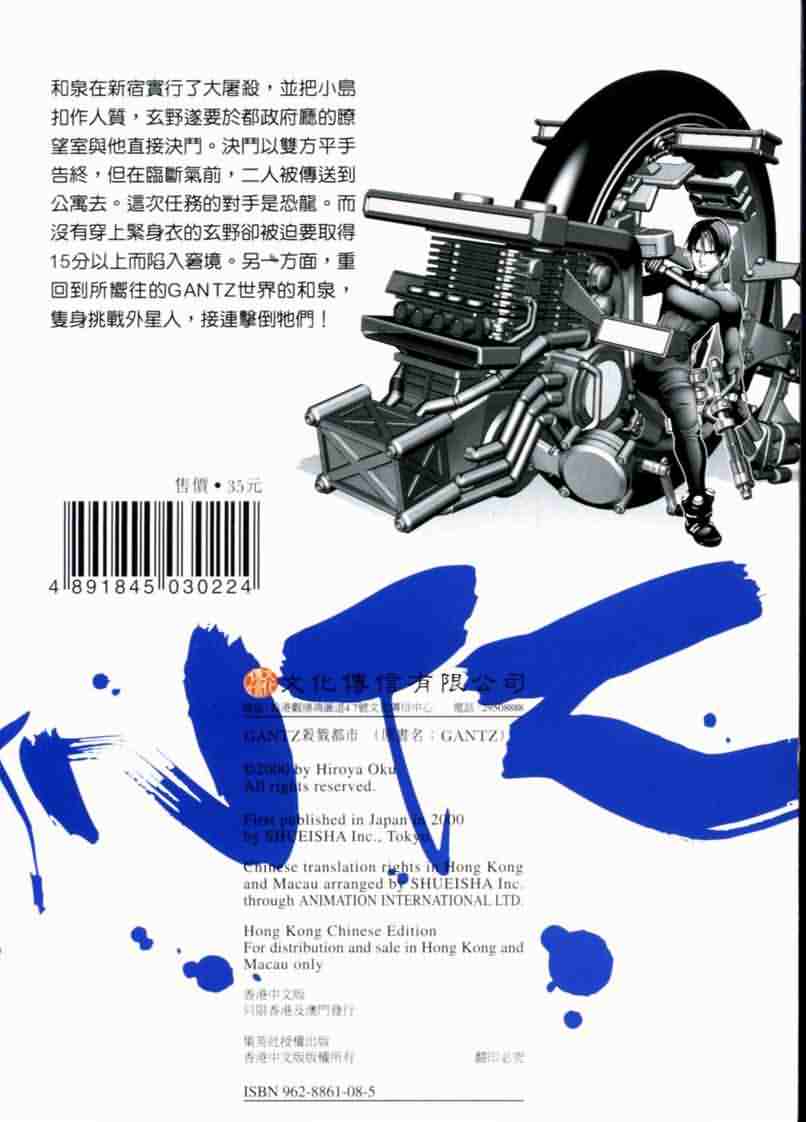 和泉在新宿實行了大屠殺，並把小島
扣作人質，玄野遂要於都政府廳的瞭
望室與他直接決鬥。決鬥以雙方平手
告終，但在臨斷氣前，二人被傳送到
公寓去。這次任務的對手是恐龍。而
沒有穿上緊身衣的玄野卻被迫要取得
15分以上而陷入窘境。另一方面，重
回到所嚮往的GANTZ世界的和泉，
隻身挑戰外星人，接連擊倒牠們！
售價•35元
4 891845 030224
文化傳信有限公司
電話
GANTZ殺戮都市 （原書名：GANTZ）
©2000 by Hiroya Oku
All rights reserved.
First published in Japan in 2000
by SHUEISHA Inc., Tokyo
Chinese translation rights in Hong Kong
and Macau arranged by SHUEISHA Inc.
through ANIMATION INTERNATIONAL LTD.
Hong Kong Chinese Edition
For distribution and sale in Hong Kong and
Macau only
香港中文版
只限香港及澳門發行
集英社授權出版
香港中文版版權所有 翻印必究
ISBN 962-8861-08-5